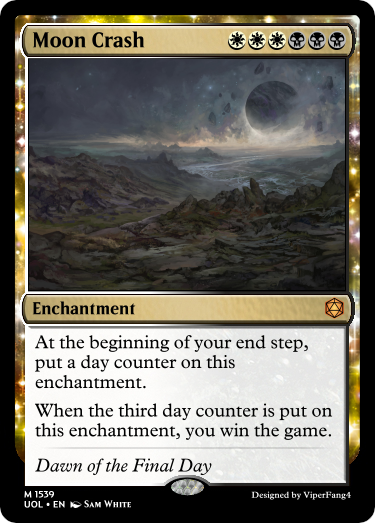 Moon Crash
Enchantment
At the beginning of your end step,
put a day counter on this
enchantment.
When the third day counter is put on
this enchantment, you win the game.
Dawn of the Final Day
M 1539
UOL • EN Sam White
Designed by ViperFang4